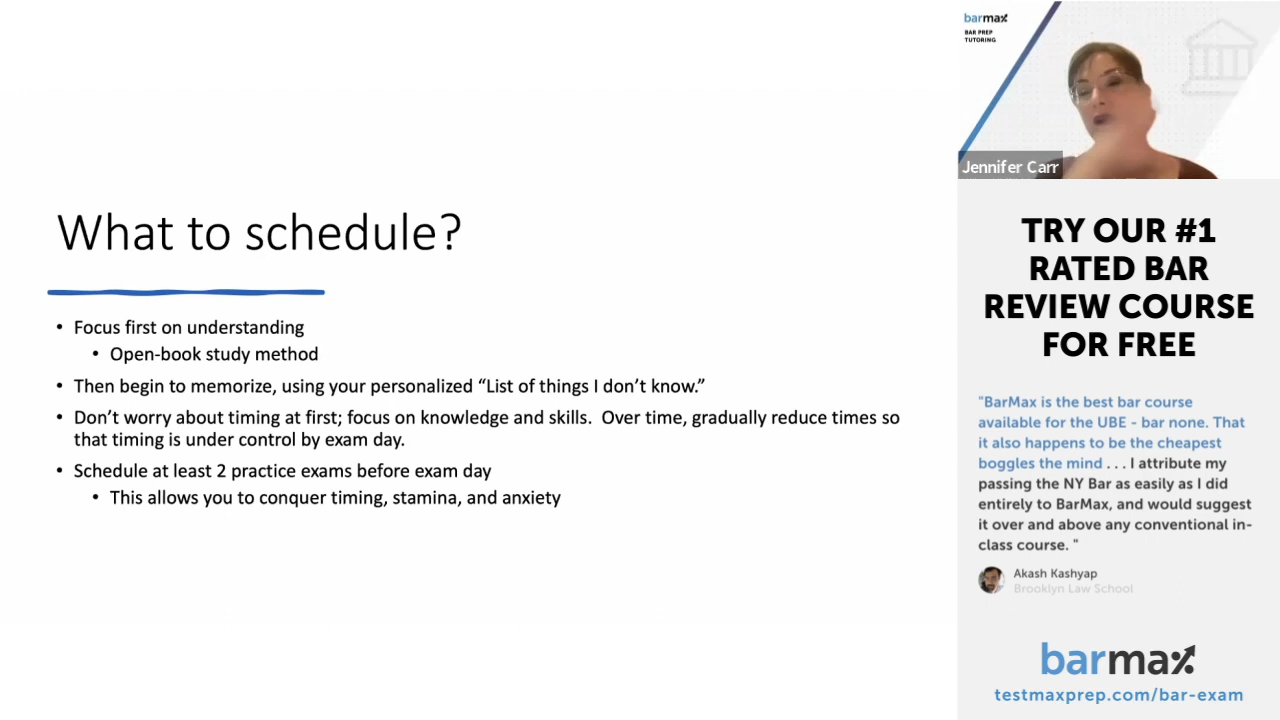 What to schedule?
• Focus first on understanding
• Open-book study method
• Then begin to memorize, using your personalized “List of things I don’t know.”
• Don’t worry about timing at first; focus on knowledge and skills.  Over time, gradually reduce times so
that timing is under control by exam day.
• Schedule at least 2 practice exams before exam day
• This allows you to conquer timing, stamina, and anxiety
barmax
BAR PREP
TUTORING
Jennifer Carr
TRY OUR #1
RATED BAR
REVIEW COURSE
FOR FREE
"BarMax is the best bar course
available for the UBE - bar none. That
it also happens to be the cheapest
boggles the mind . . . I attribute my
passing the NY Bar as easily as I did
entirely to BarMax, and would suggest
it over and above any conventional in-
class course. "
Akash Kashyap
Brooklyn Law School
barmax
testmaxprep.com/bar-exam